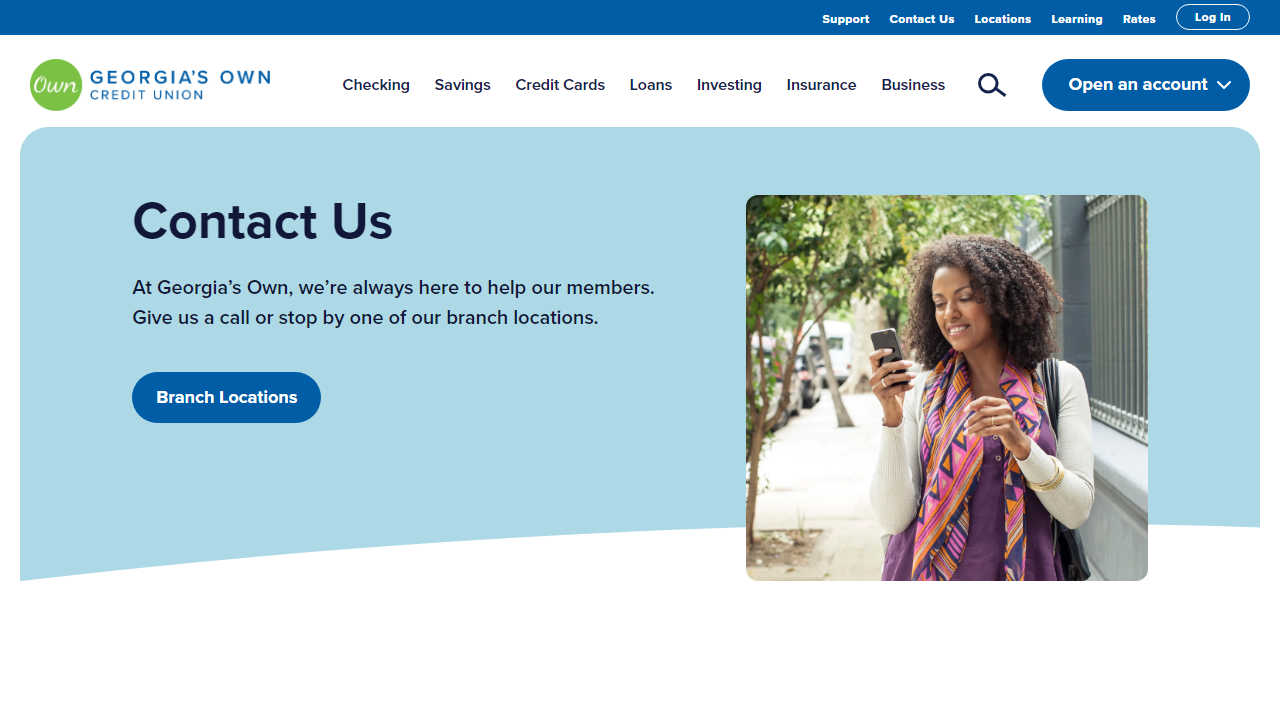 Support Contact Us Locations Learning Rates Log In
Own GEORGIA'S OWN
CREDIT UNION
Checking Savings Credit Cards Loans Investing Insurance Business Open an account
Contact Us
At Georgia’s Own, we’re always here to help our members.
Give us a call or stop by one of our branch locations.
Branch Locations